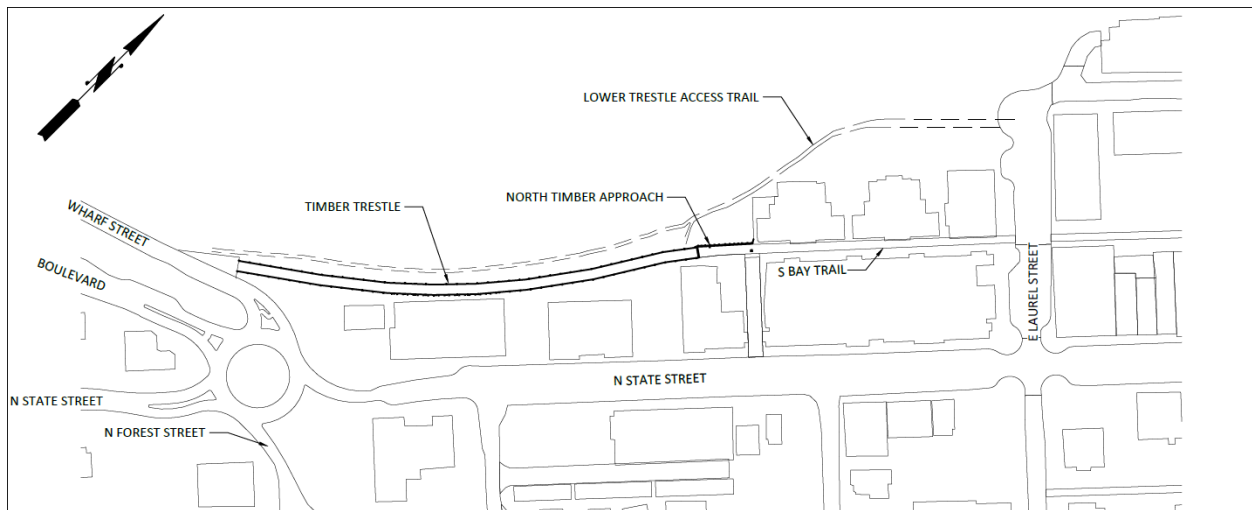 LOWER TRESTLE ACCESS TRAIL
NORTH TIMBER APPROACH
TIMBER TRESTLE
WHARF STREET
BOULEVARD
S BAY TRAIL
E LAUREL STREET
N STATE STREET
N STATE STREET
N FOREST STREET